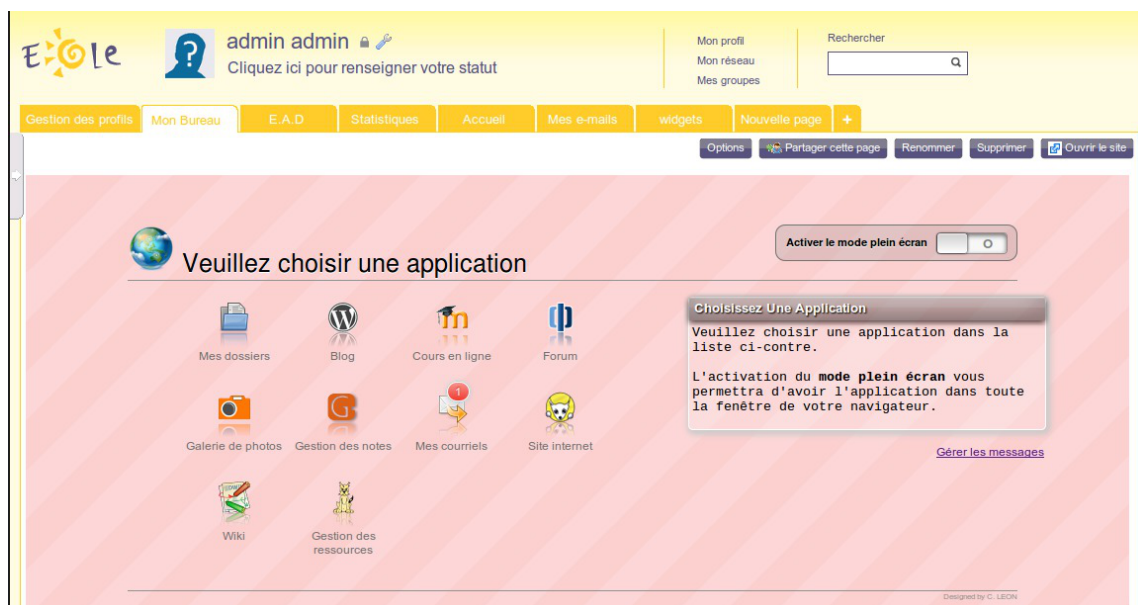 Eole
admin admin
Cliquez ici pour renseigner votre statut
Mon profil
Mon réseau
Mes groupes
Rechercher
Gestion des profils
Mon Bureau
E.A.D
Statistiques
Accueil
Mes e-mails
widgets
Nouvelle page
+
Options
Partager cette page
Renommer
Supprimer
Ouvrir le site
Veuillez choisir une application
Activer le mode plein écran
O
Mes dossiers
Blog
Cours en ligne
Forum
1
Galerie de photos
Gestion des notes
Mes courriels
Site internet
Wiki
Gestion des
ressources
Choisissez Une Application
Veuillez choisir une application dans la
liste ci-contre.
L'activation du mode plein écran vous
permettra d'avoir l'application dans toute
la fenêtre de votre navigateur.
Gérer les messages
Designed by C. LEON